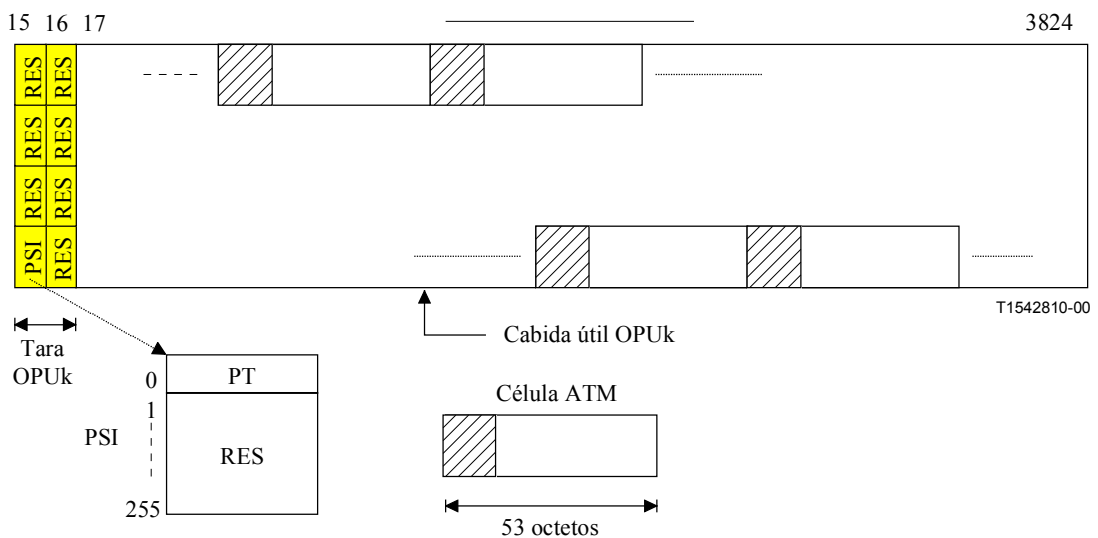 15 16 17 3824
RES RES
RES RES
RES RES
PSI RES
T1542810-00
Cabida útil OPUk
Tara
OPUk
0 PT
Célula ATM
1
PSI
RES
255
53 octetos